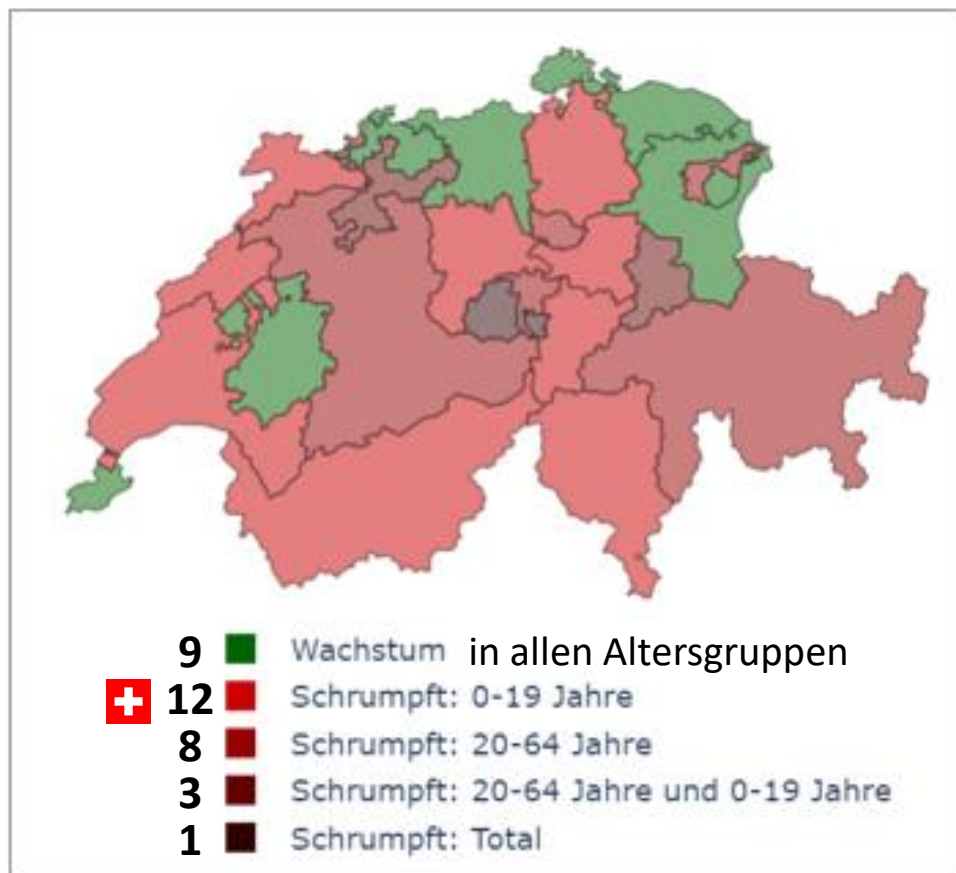 9 Wachstum in allen Altersgruppen
12 Schrumpft: 0-19 Jahre
8 Schrumpft: 20-64 Jahre
3 Schrumpft: 20-64 Jahre und 0-19 Jahre
1 Schrumpft: Total